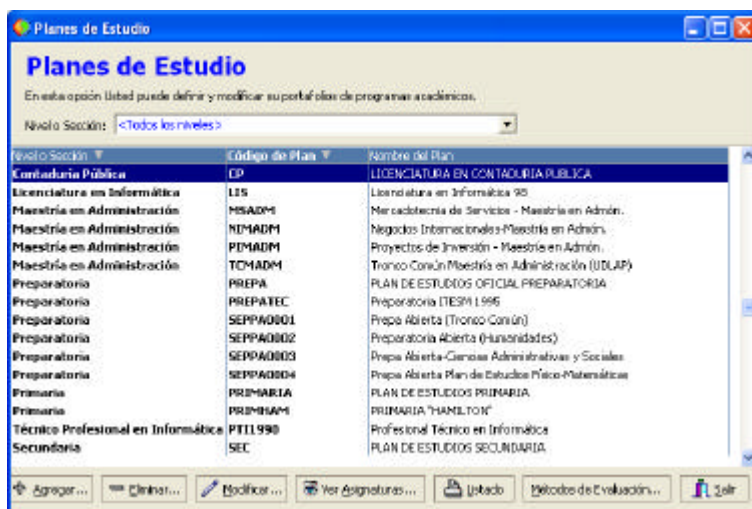 Planes de Estudio
Planes de Estudio
En esta opción Usted puede definir y modificar su portafolios de programas académicos.
Nivel o Sección: <Todos los niveles>
Nivel o Sección Código de Plan Nombre del Plan
Contaduría Pública CP LICENCIATURA EN CONTADURIA PUBLICA
Licenciatura en Informática LIS Licenciatura en Informática 98
Maestría en Administración MSADM Mercadotecnia de Servicios - Maestría en Admón.
Maestría en Administración NIMADM Negocios Internacionales-Maestría en Admón.
Maestría en Administración PIMADM Proyectos de Inversión - Maestría en Admón.
Maestría en Administración TCMADM Tronco Común Maestría en Administración (UDLAP)
Preparatoria PREPA PLAN DE ESTUDIOS OFICIAL PREPARATORIA
Preparatoria PREPATEC Preparatoria ITESM 1995
Preparatoria SEPPA0001 Prepa Abierta (Tronco Común)
Preparatoria SEPPA0002 Preparatoria Abierta (Humanidades)
Preparatoria SEPPA0003 Prepa Abierta-Ciencias Administrativas y Sociales
Preparatoria SEPPA0004 Prepa Abierta Plan de Estudios Físico-Matemáticas
Primaria PRIMARIA PLAN DE ESTUDIOS PRIMARIA
Primaria PRIMHAM PRIMARIA "HAMILTON"
Técnico Profesional en Informática PTI1990 Profesional Técnico en Informática
Secundaria SEC PLAN DE ESTUDIOS SECUNDARIA
Agregar... Eliminar... Modificar... Ver Asignaturas... Listado Métodos de Evaluación... Salir